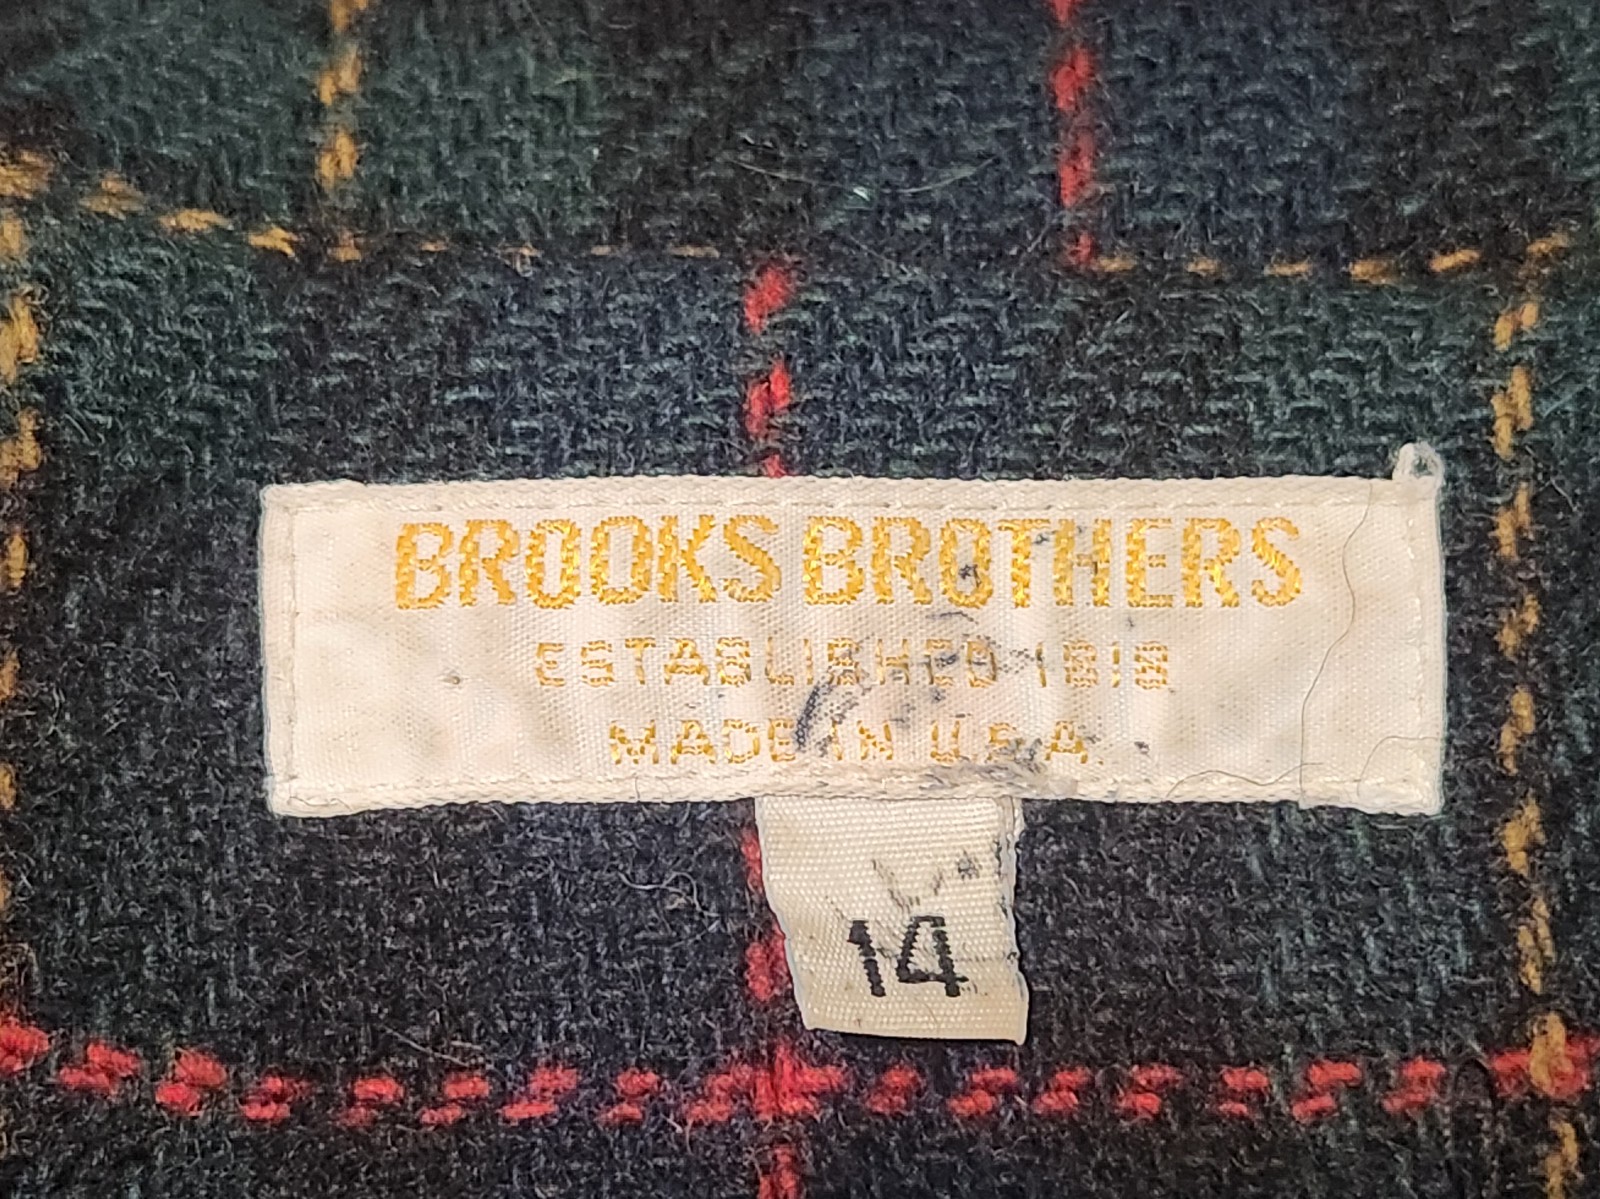 BROOKS BROTHERS
ESTABLISHED 1818
MADE IN U.S.A.
14